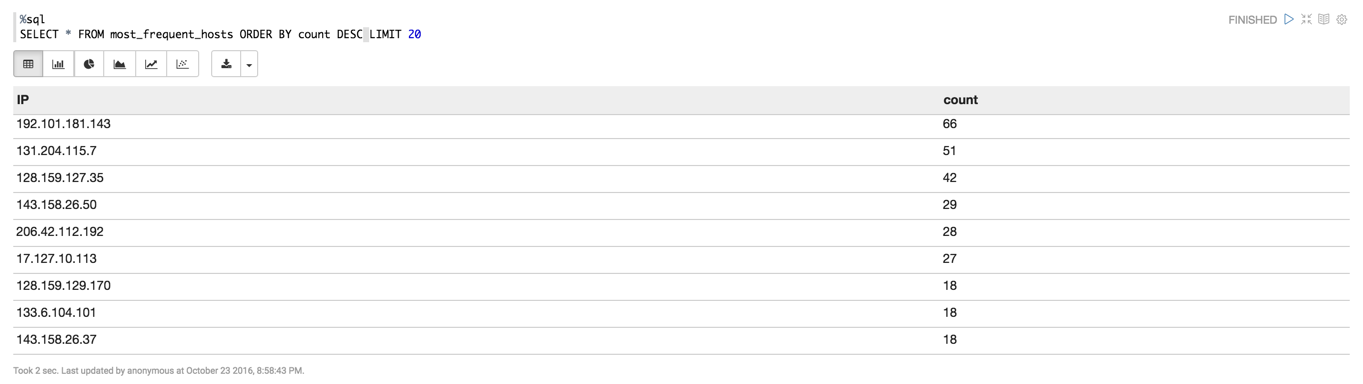 %sql
FINISHED
SELECT * FROM most_frequent_hosts ORDER BY count DESC LIMIT 20
IP count
192.101.181.143 66
131.204.115.7 51
128.159.127.35 42
143.158.26.50 29
206.42.112.192 28
17.127.10.113 27
128.159.129.170 18
133.6.104.101 18
143.158.26.37 18
Took 2 sec. Last updated by anonymous at October 23 2016, 8:58:43 PM.